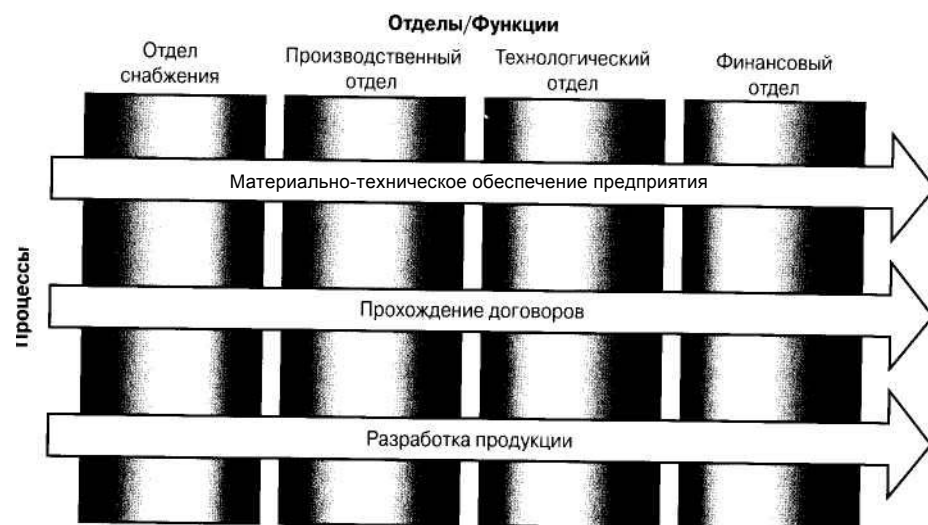 Отделы/Функции
Отдел
снабжения
Производственный
отдел
Технологический
отдел
Финансовый
отдел
Процессы
Материально-техническое обеспечение предприятия
Прохождение договоров
Разработка продукции